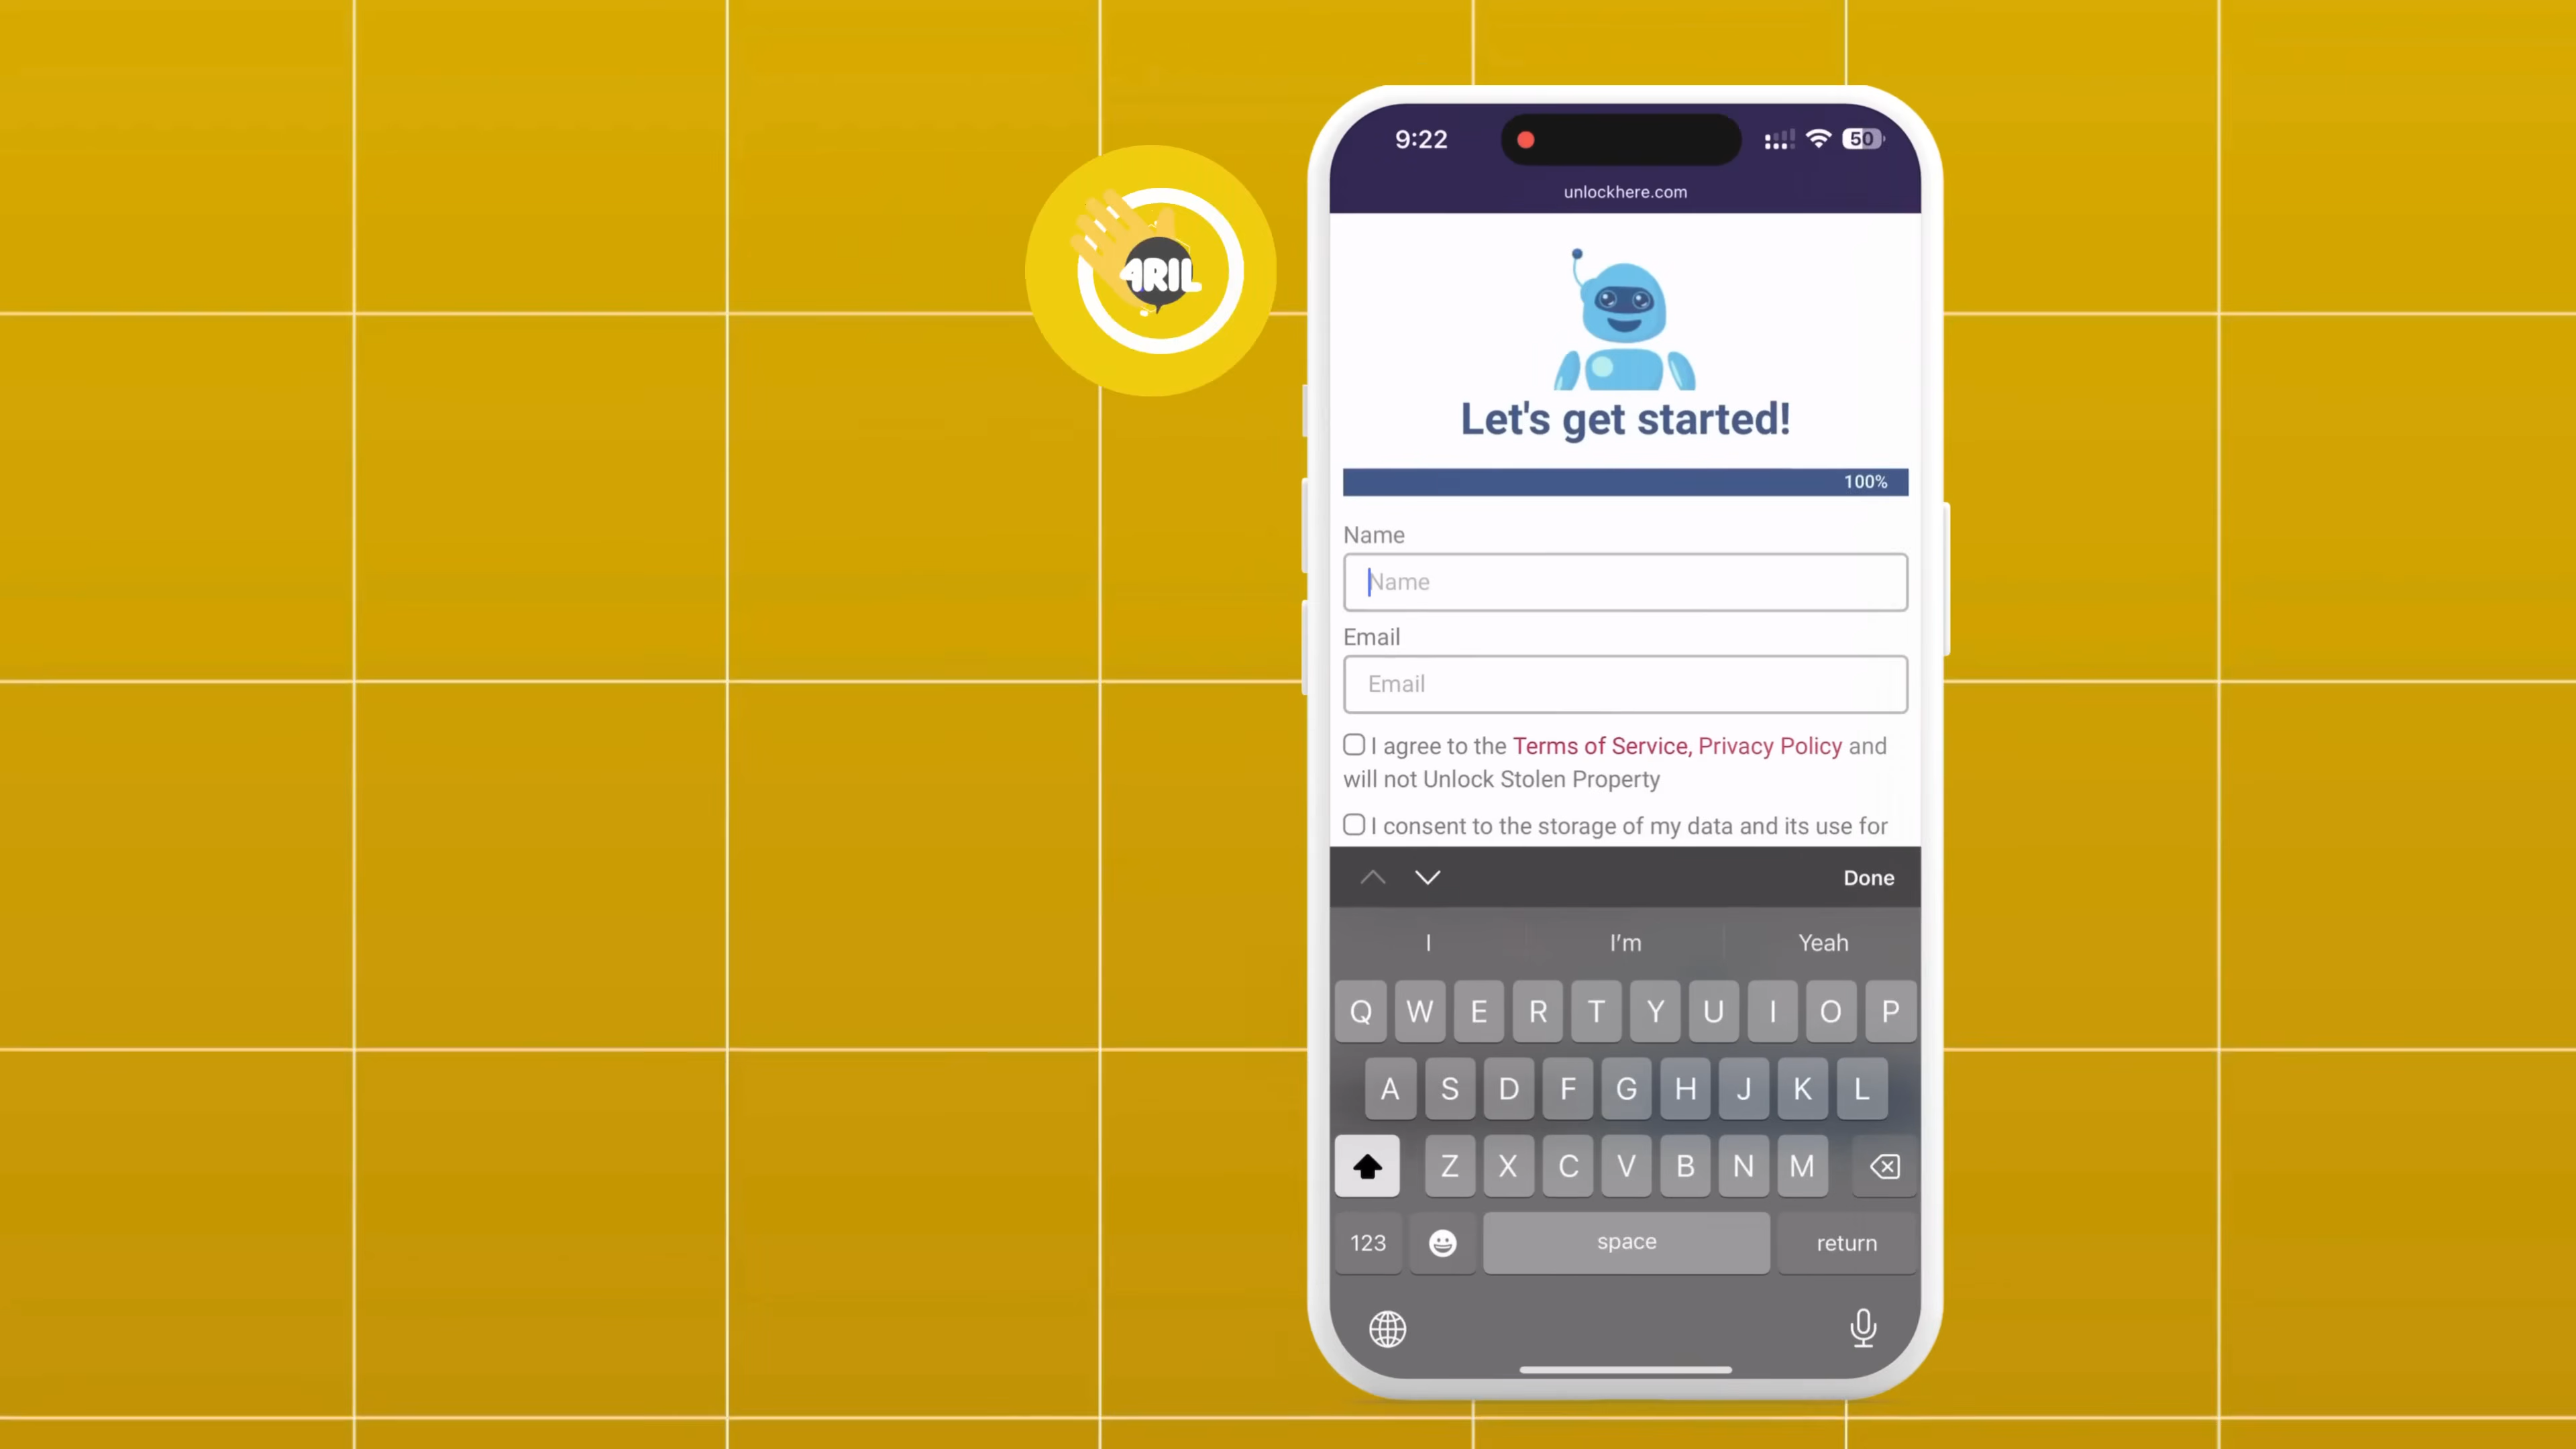 9:22
50
unlockhere.com
ARIL
Let's get started!
100%
Name
Name
Email
Email
I agree to the Terms of Service, Privacy Policy and
will not Unlock Stolen Property
I consent to the storage of my data and its use for
Done
I I'm Yeah
Q W E R T Y U I O P
A S D F G H J K L
Z X C V B N M
123 space return